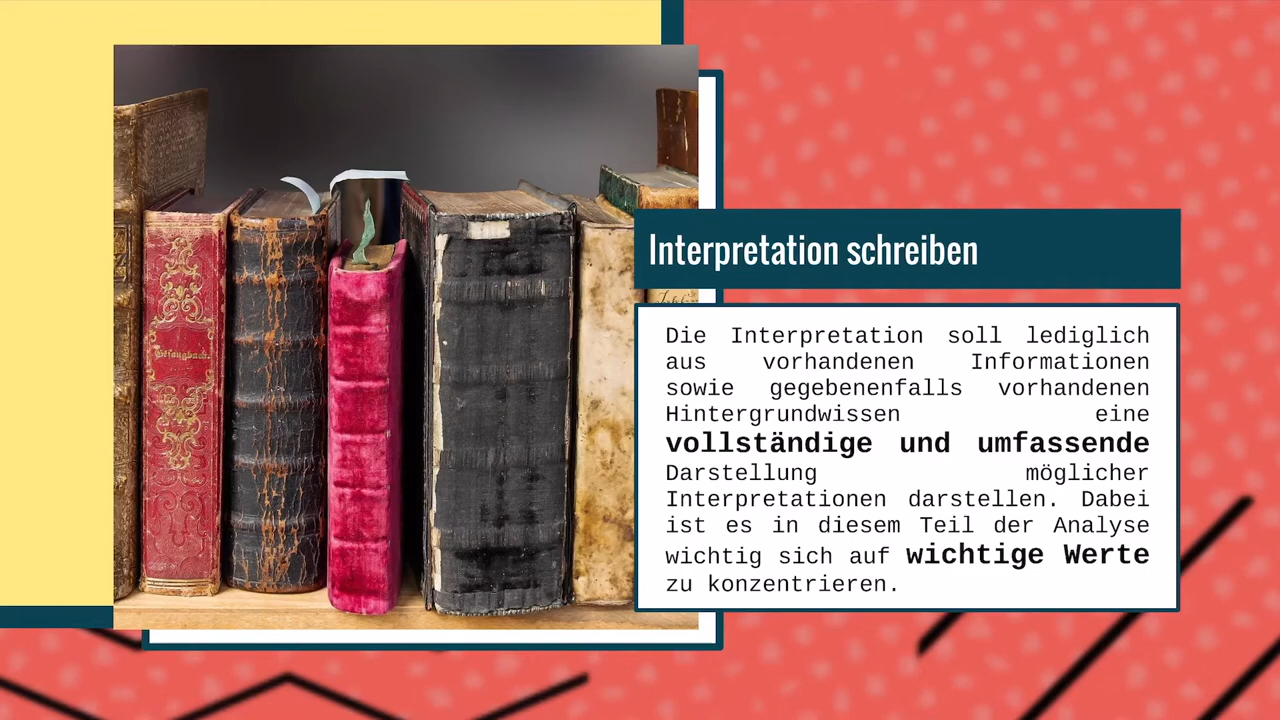 Interpretation schreiben
Die Interpretation soll lediglich
aus vorhandenen Informationen
sowie gegebenenfalls vorhandenen
Hintergrundwissen eine
vollständige und umfassende
Darstellung möglicher
Interpretationen darstellen. Dabei
ist es in diesem Teil der Analyse
wichtig sich auf wichtige Werte
zu konzentrieren.
Gesangbuch.